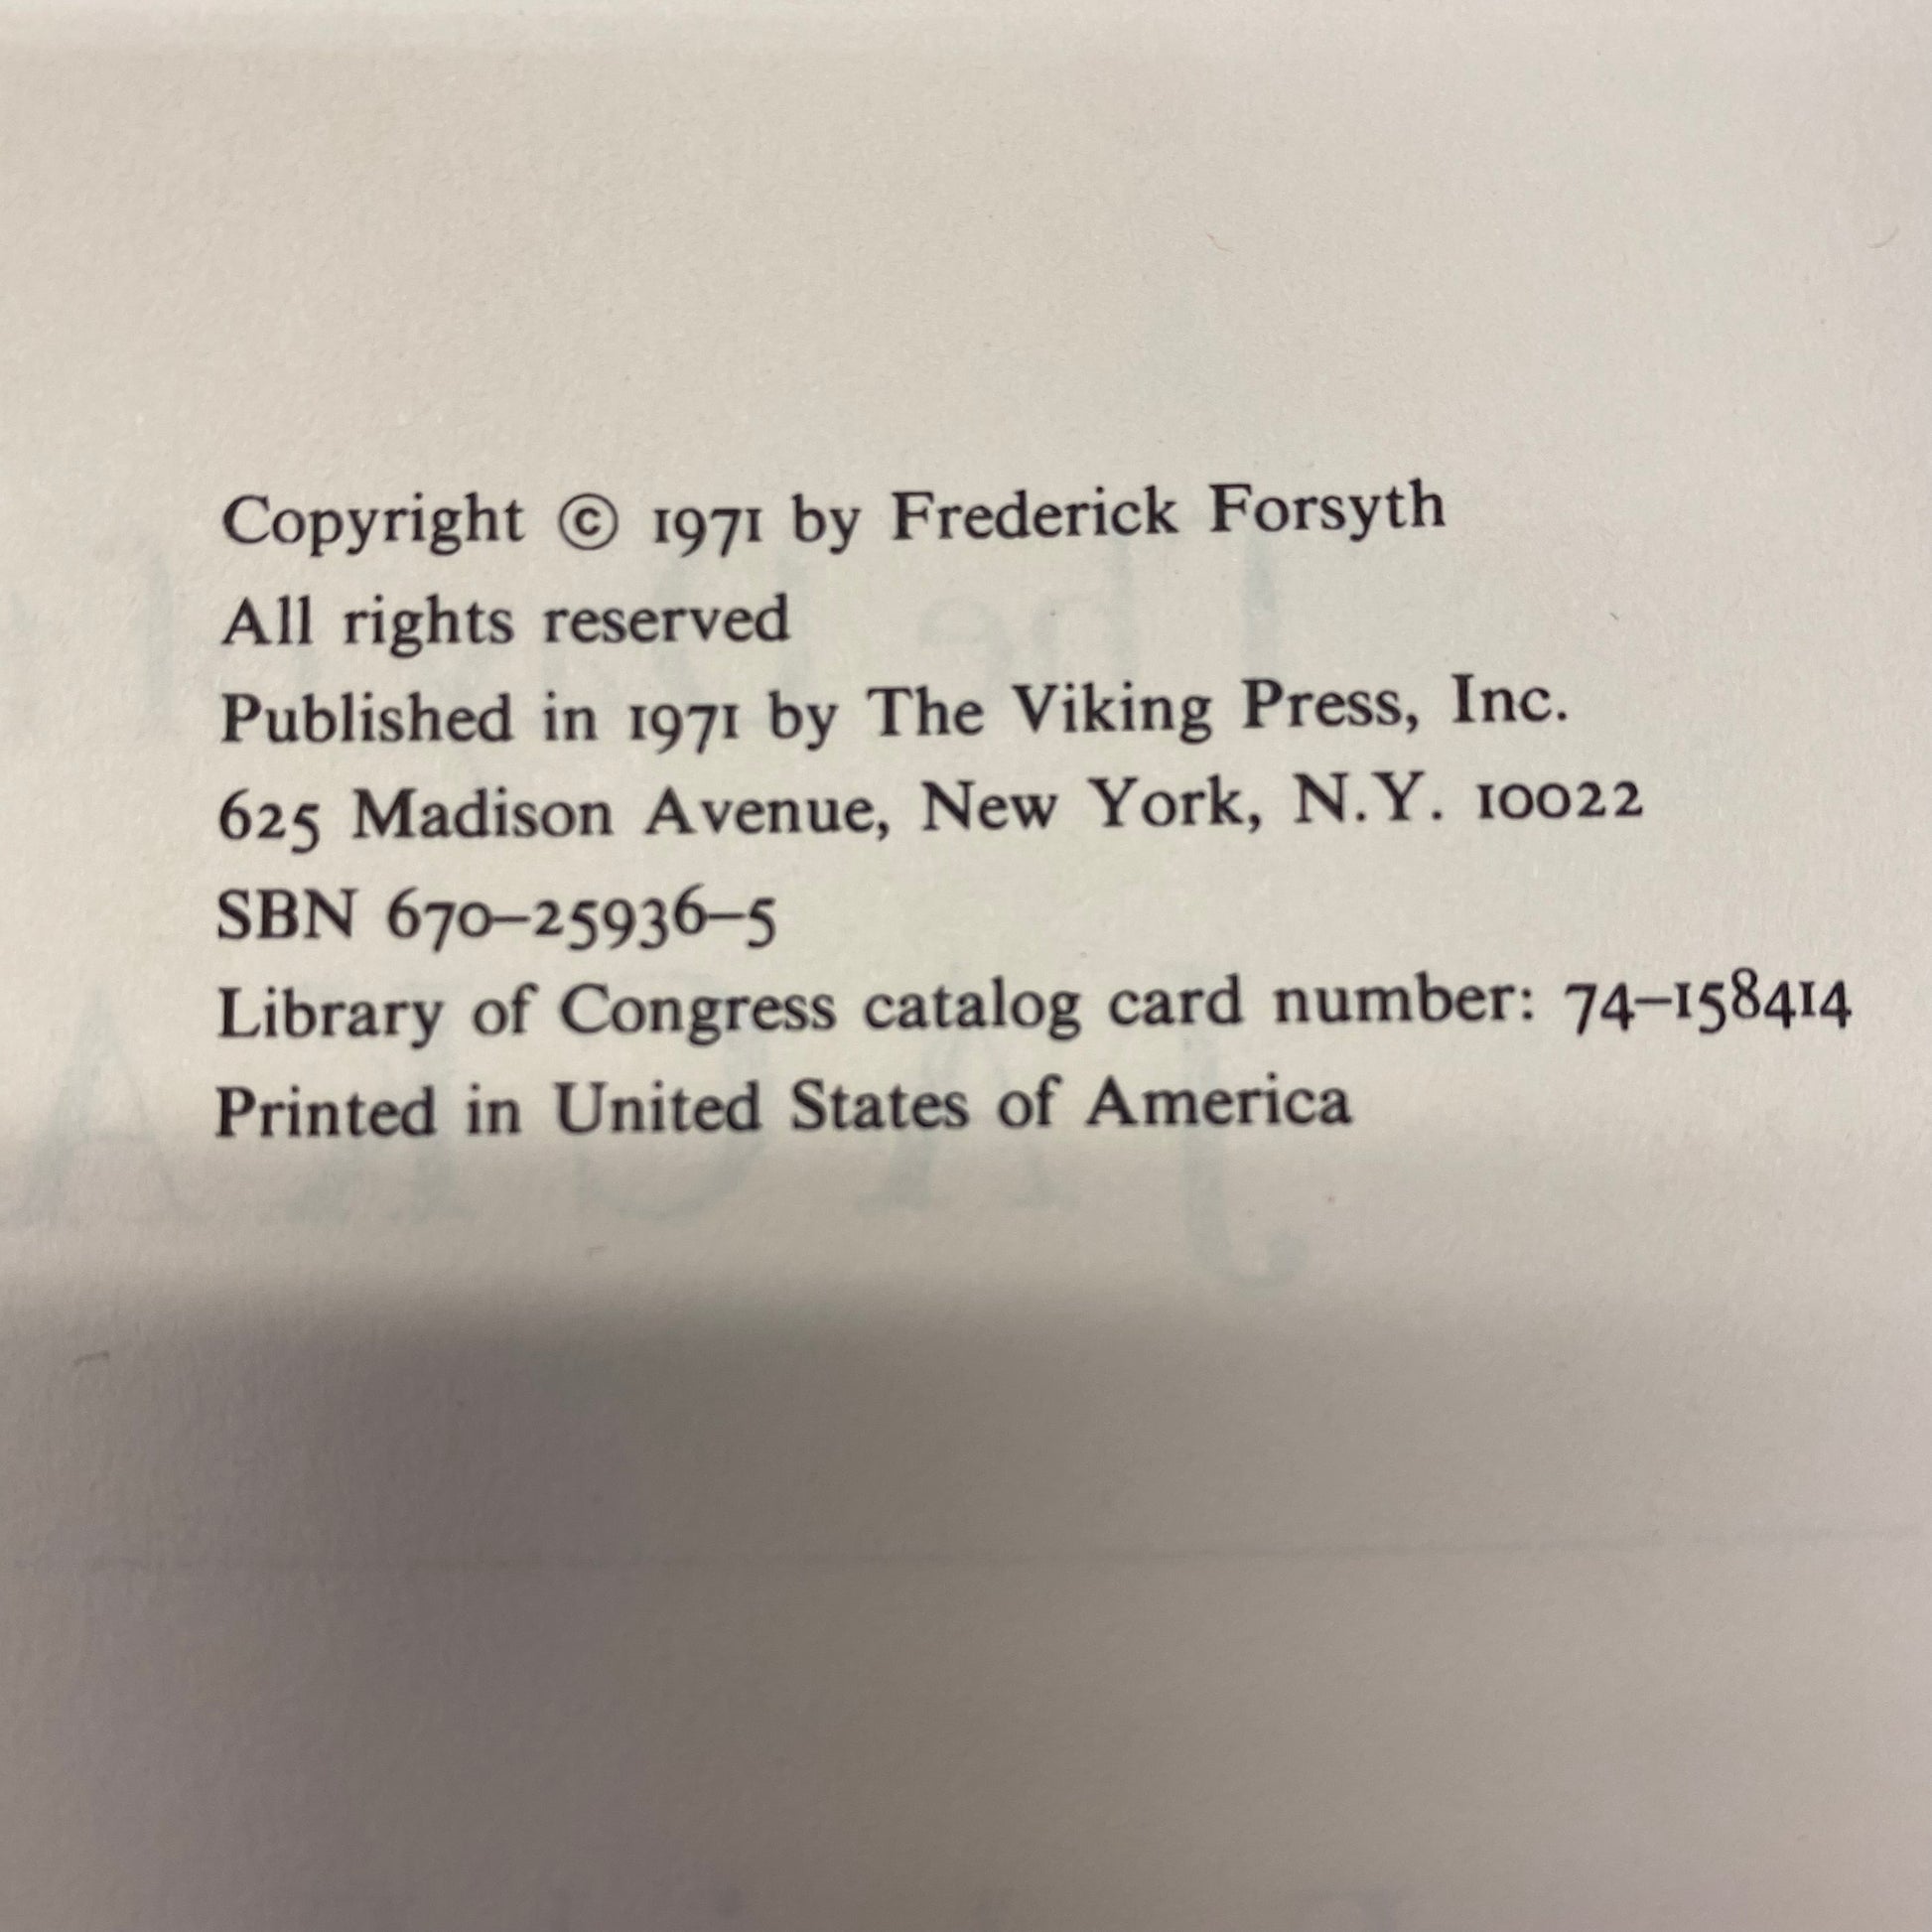 Copyright © 1971 by Frederick Forsyth
All rights reserved
Published in 1971 by The Viking Press, Inc.
625 Madison Avenue, New York, N.Y. 10022
SBN 670–25936–5
Library of Congress catalog card number: 74–158414
Printed in United States of America